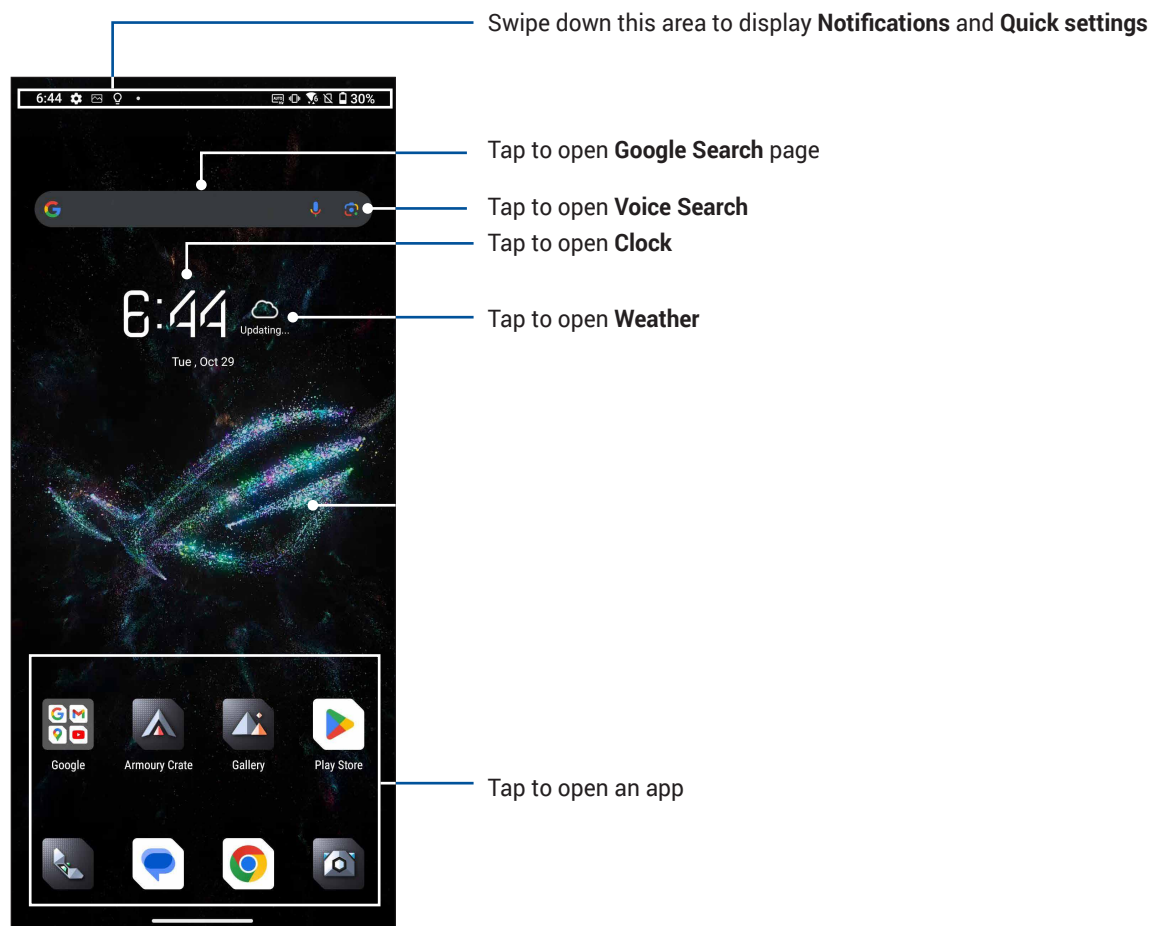 Swipe down this area to display Notifications and Quick settings
6:44 30%
Tap to open Google Search page
Tap to open Voice Search
Tap to open Clock
6:44
Updating...
Tap to open Weather
Tue , Oct 29
Google Armoury Crate Gallery Play Store
Tap to open an app